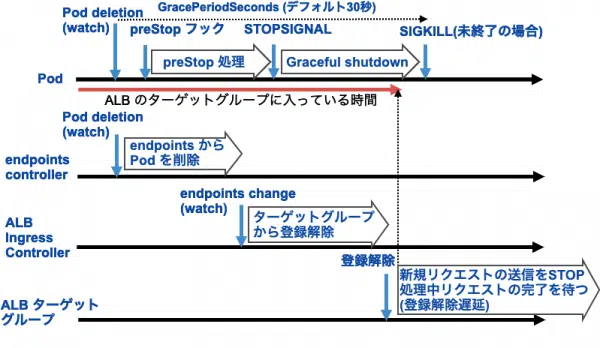 GracePeriodSeconds (デフォルト30秒)
Pod deletion
(watch)
preStop フック
STOPSIGNAL
SIGKILL(未終了の場合)
preStop 処理
Graceful shutdown
Pod
ALB のターゲットグループに入っている時間
Pod deletion
(watch)
endpoints から
Pod を削除
endpoints
controller
endpoints change
(watch)
ターゲットグループ
から登録解除
ALB
Ingress
Controller
登録解除
新規リクエストの送信をSTOP
処理中リクエストの完了を待つ
(登録解除遅延)
ALB ターゲット
グループ